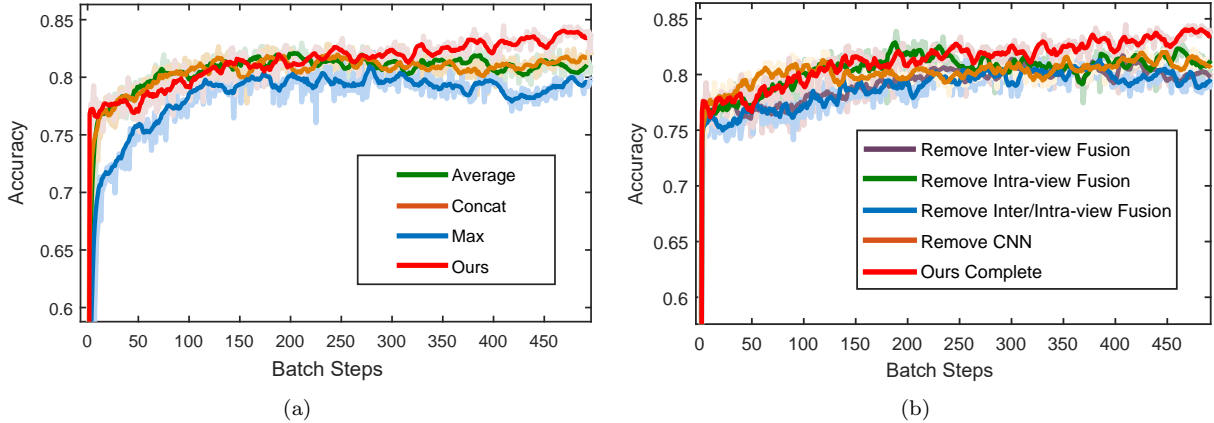 0.85
0.8
0.75
0.7
0.65
0.6
Accuracy
0 50 100 150 200 250 300 350 400 450
Batch Steps
Average
Concat
Max
Ours
(a)
0.85
0.8
0.75
0.7
0.65
0.6
Accuracy
0 50 100 150 200 250 300 350 400 450
Batch Steps
Remove Inter-view Fusion
Remove Intra-view Fusion
Remove Inter/Intra-view Fusion
Remove CNN
Ours Complete
(b)